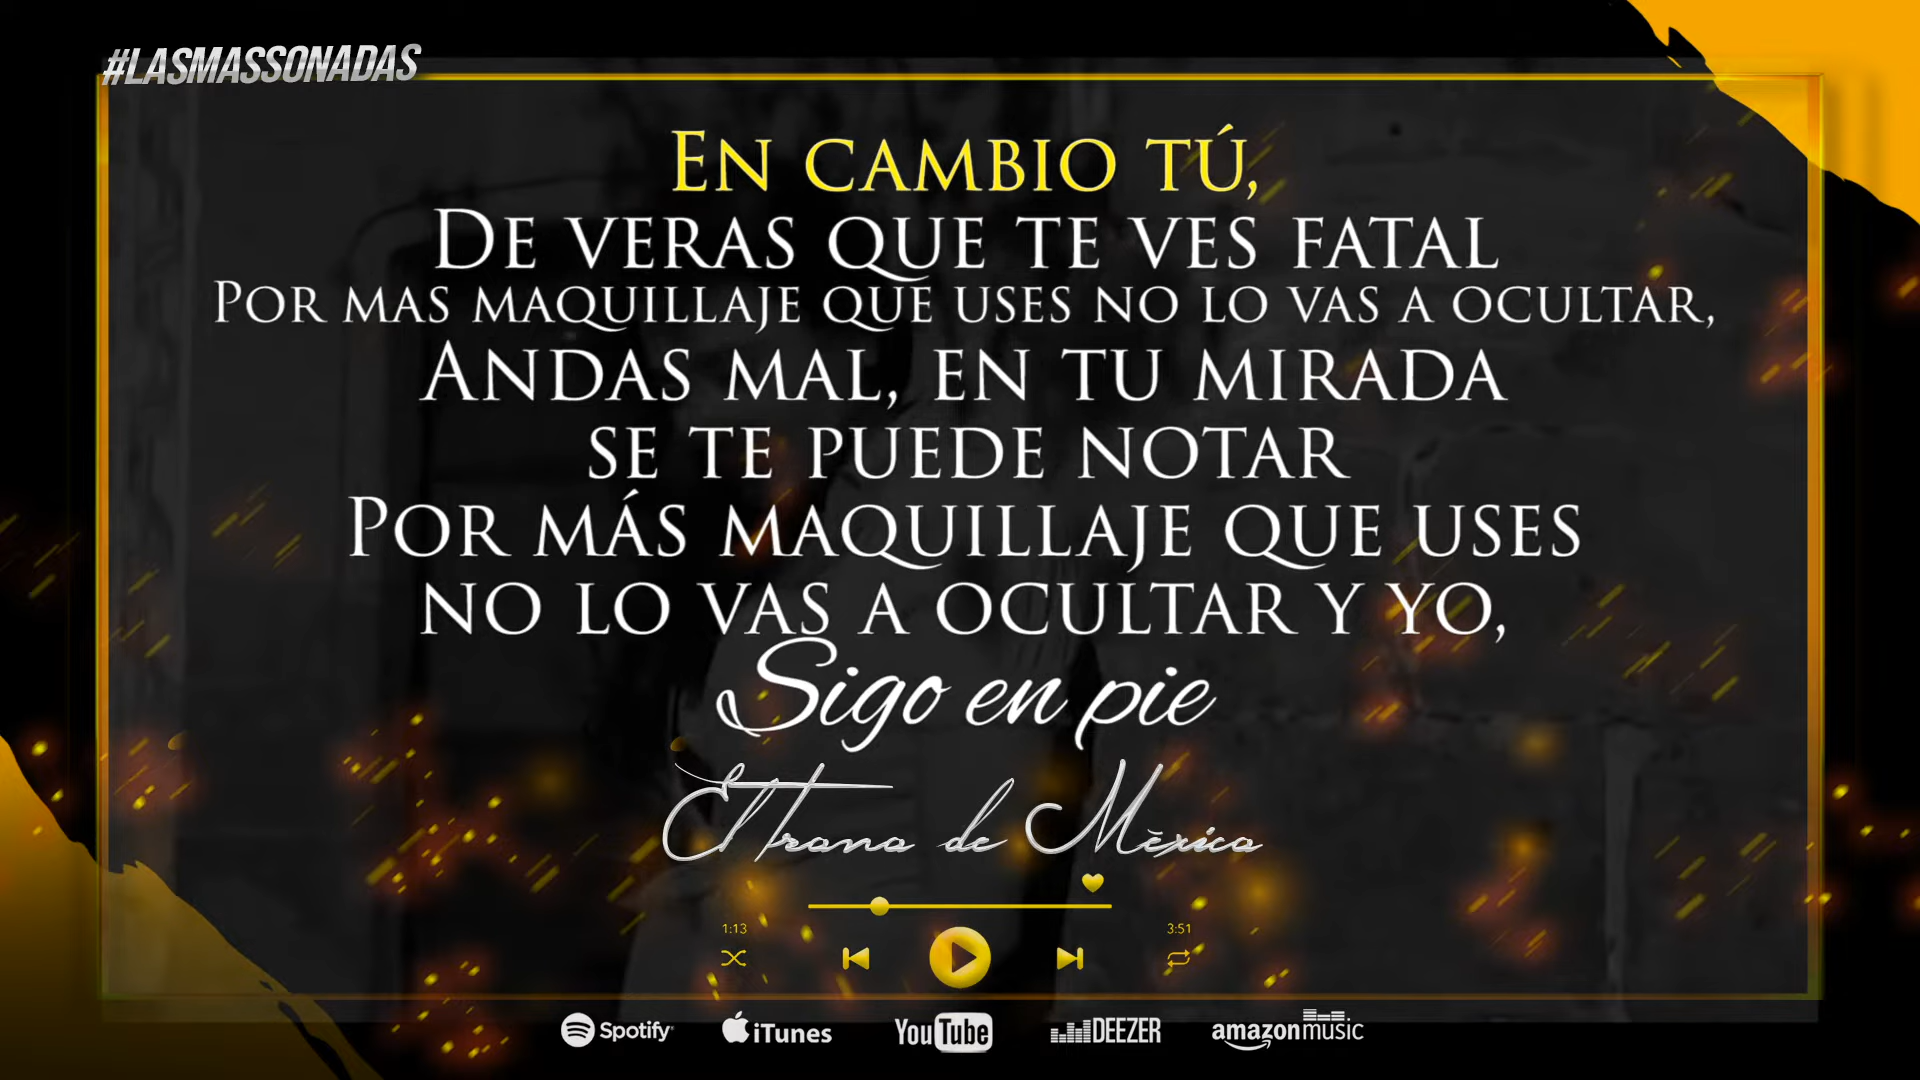 #LASMASSONADAS
EN CAMBIO TÚ,
DE VERAS QUE TE VES FATAL
POR MAS MAQUILLAJE QUE USES NO LO VAS A OCULTAR,
ANDAS MAL, EN TU MIRADA
SE TE PUEDE NOTAR
POR MÁS MAQUILLAJE QUE USES
NO LO VAS A OCULTAR Y YO,
Sigo en pie
El trono de Mèxico
1:13 3:51
Spotify iTunes YouTube DEEZER amazon music